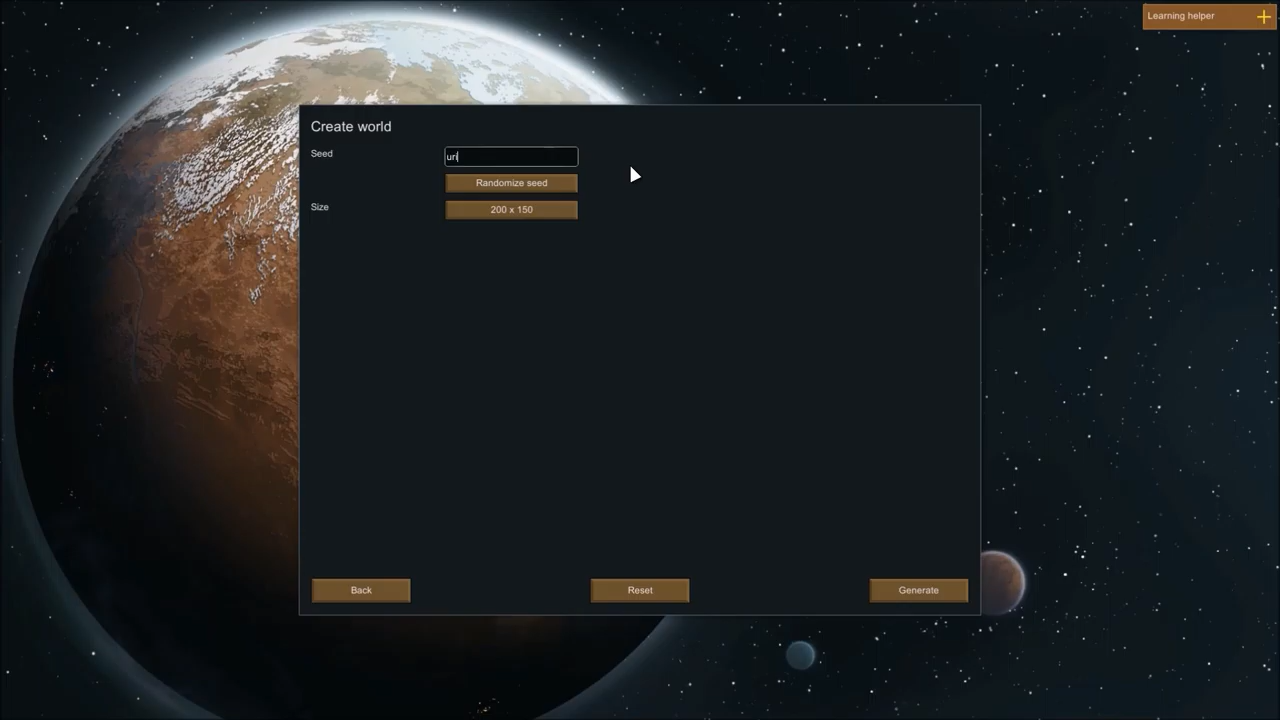 Learning helper
Create world
Seed
uri
Randomize seed
Size
200 x 150
Back
Reset
Generate